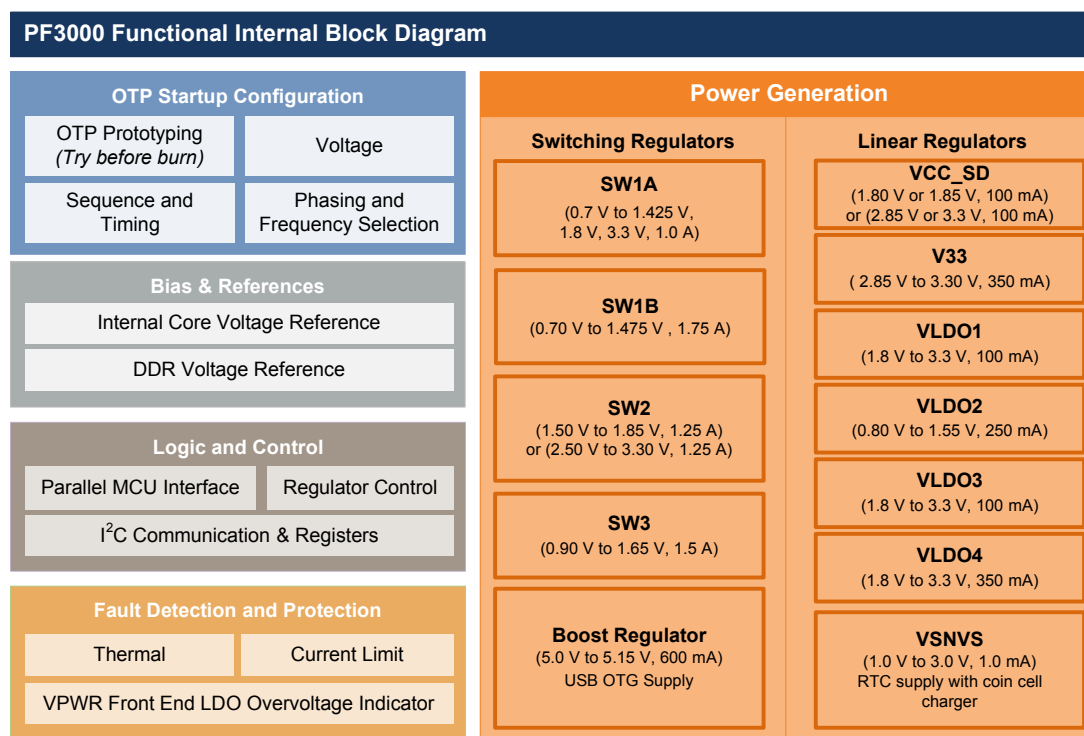 PF3000 Functional Internal Block Diagram
OTP Startup Configuration
OTP Prototyping
(Try before burn)
Voltage
Sequence and
Timing
Phasing and
Frequency Selection
Bias & References
Internal Core Voltage Reference
DDR Voltage Reference
Logic and Control
Parallel MCU Interface
Regulator Control
I²C Communication & Registers
Fault Detection and Protection
Thermal
Current Limit
VPWR Front End LDO Overvoltage Indicator
Power Generation
Switching Regulators
SW1A
(0.7 V to 1.425 V,
1.8 V, 3.3 V, 1.0 A)
SW1B
(0.70 V to 1.475 V , 1.75 A)
SW2
(1.50 V to 1.85 V, 1.25 A)
or (2.50 V to 3.30 V, 1.25 A)
SW3
(0.90 V to 1.65 V, 1.5 A)
Boost Regulator
(5.0 V to 5.15 V, 600 mA)
USB OTG Supply
Linear Regulators
VCC_SD
(1.80 V or 1.85 V, 100 mA)
or (2.85 V or 3.3 V, 100 mA)
V33
( 2.85 V to 3.30 V, 350 mA)
VLDO1
(1.8 V to 3.3 V, 100 mA)
VLDO2
(0.80 V to 1.55 V, 250 mA)
VLDO3
(1.8 V to 3.3 V, 100 mA)
VLDO4
(1.8 V to 3.3 V, 350 mA)
VSNVS
(1.0 V to 3.0 V, 1.0 mA)
RTC supply with coin cell
charger